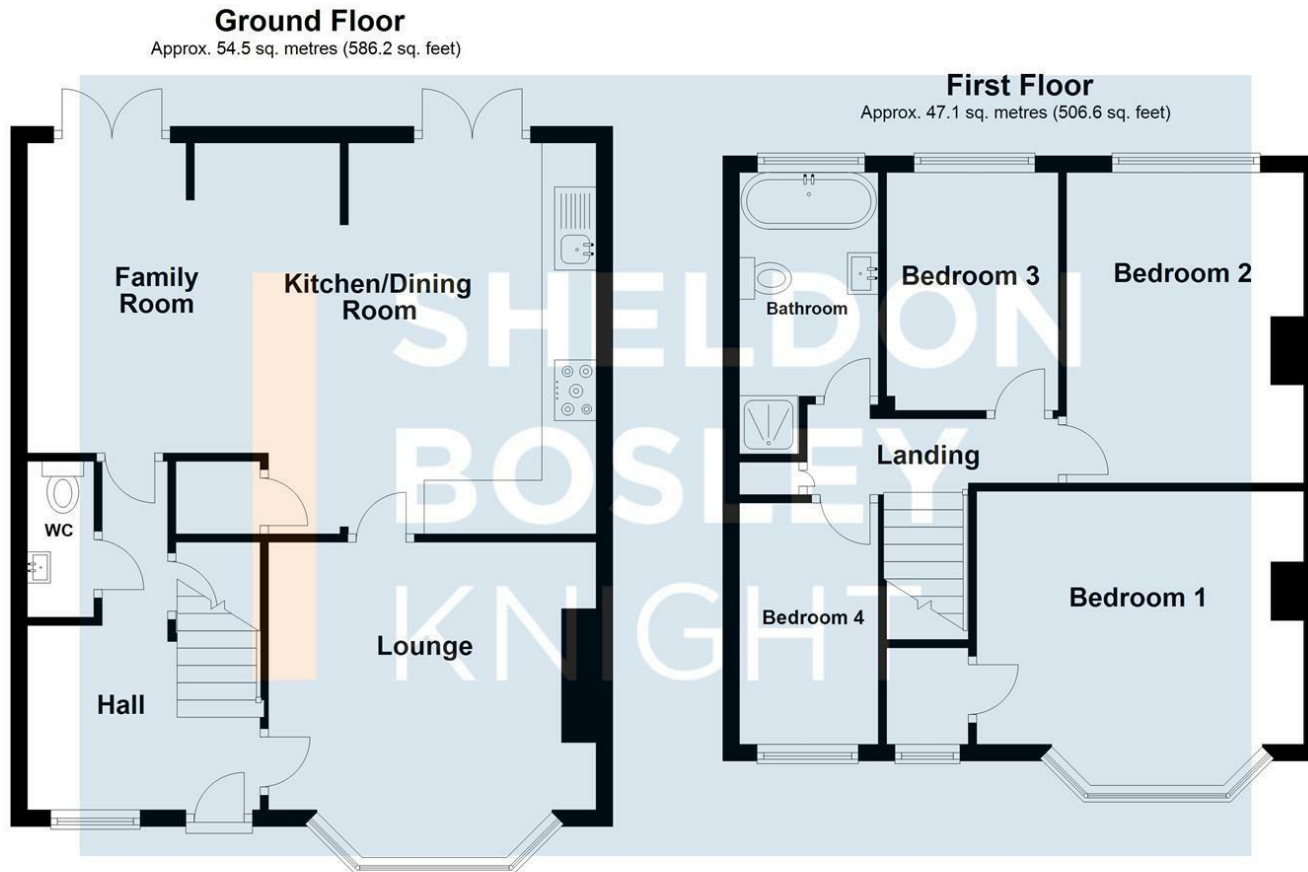 Ground Floor
Approx. 54.5 sq. metres (586.2 sq. feet)
First Floor
Approx. 47.1 sq. metres (506.6 sq. feet)
Family
Room
Kitchen/Dining
Room
WC
Hall
Lounge
Bathroom
Bedroom 3
Bedroom 2
Landing
Bedroom 4
Bedroom 1
SHELDON
BOSLEY
KNIGHT